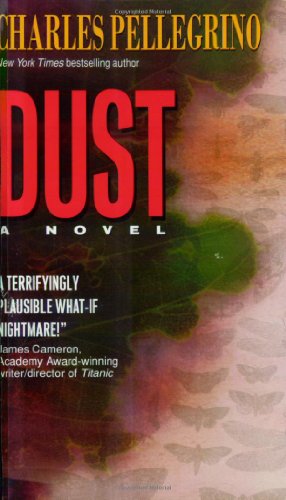 CHARLES PELLEGRINO
New York Times bestselling author
DUST
A NOVEL
A TERRIFYINGLY
PLAUSIBLE WHAT-IF
NIGHTMARE!"
James Cameron,
Academy Award-winning
writer/director of Titanic